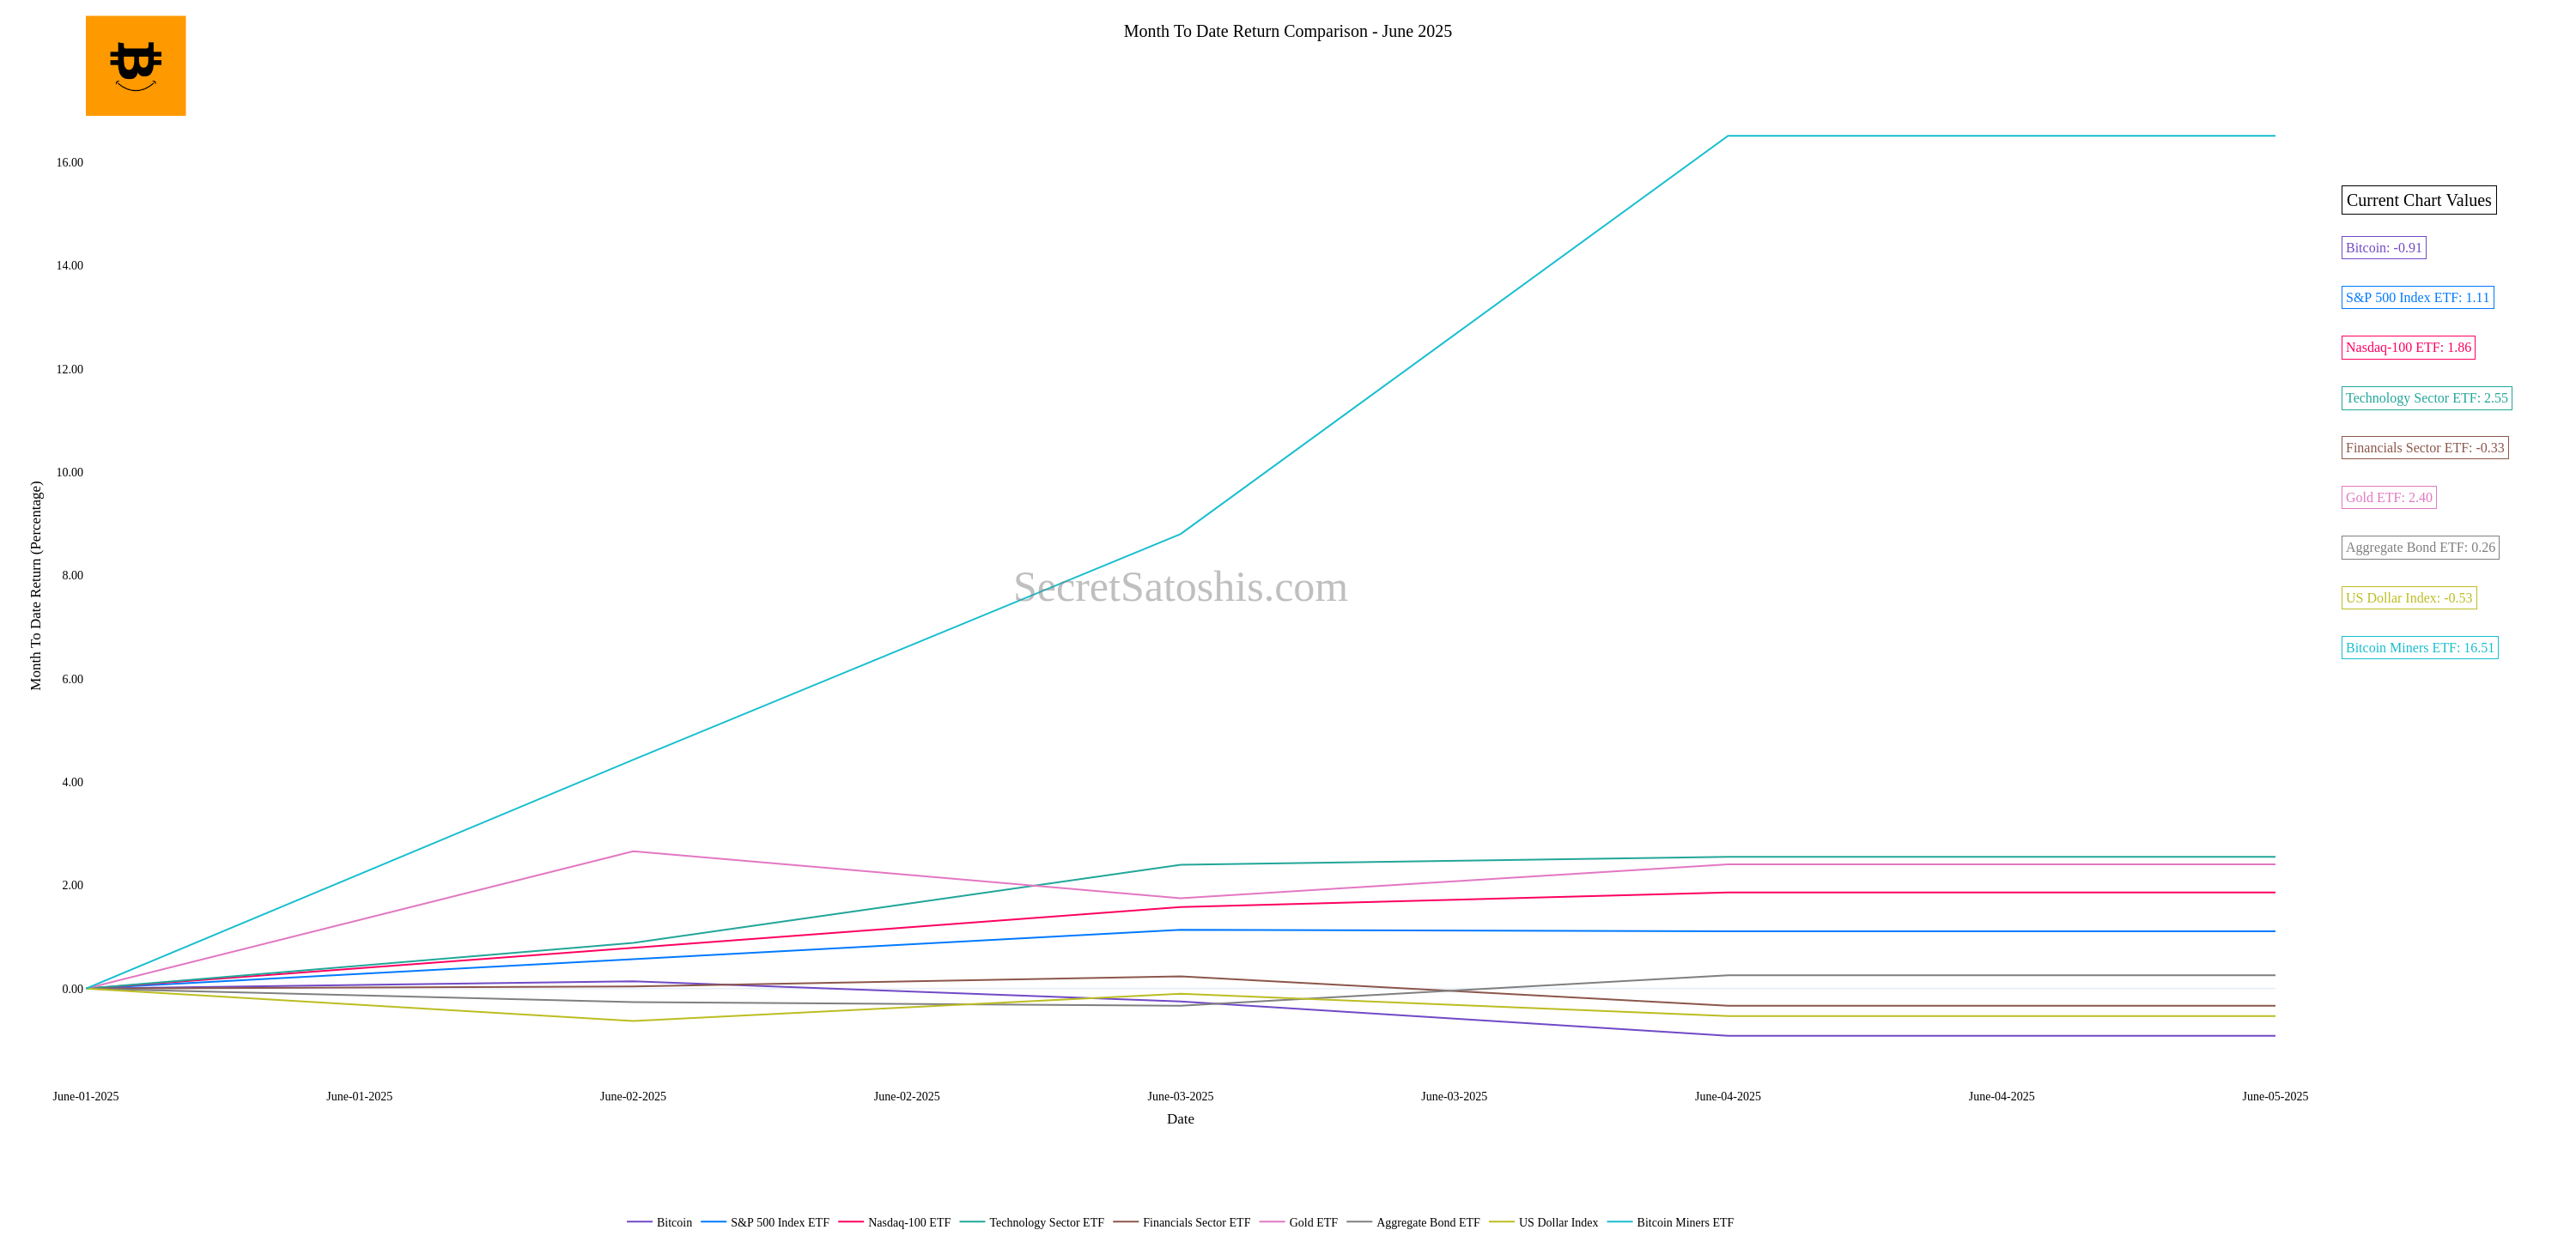 Month To Date Return Comparison - June 2025
16.00
14.00
12.00
10.00
8.00
6.00
4.00
2.00
0.00
Month To Date Return (Percentage)
SecretSatoshis.com
Current Chart Values
Bitcoin: -0.91
S&P 500 Index ETF: 1.11
Nasdaq-100 ETF: 1.86
Technology Sector ETF: 2.55
Financials Sector ETF: -0.33
Gold ETF: 2.40
Aggregate Bond ETF: 0.26
US Dollar Index: -0.53
Bitcoin Miners ETF: 16.51
June-01-2025 June-01-2025 June-02-2025 June-02-2025 June-03-2025 June-03-2025 June-04-2025 June-04-2025 June-05-2025
Date
Bitcoin S&P 500 Index ETF Nasdaq-100 ETF Technology Sector ETF Financials Sector ETF Gold ETF Aggregate Bond ETF US Dollar Index Bitcoin Miners ETF